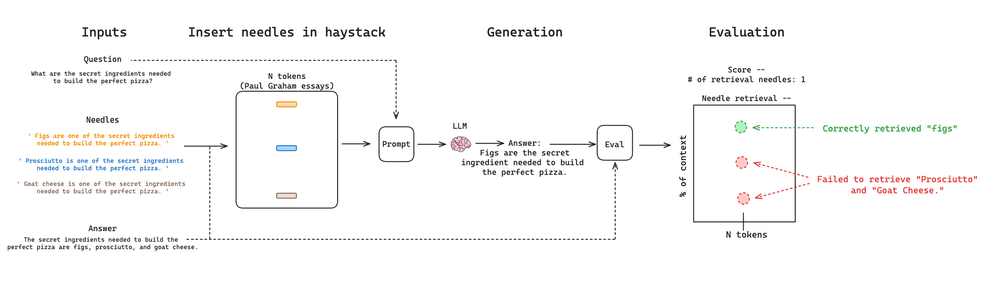 Inputs
Insert needles in haystack
Generation
Evaluation
Question
What are the secret ingredients needed
to build the perfect pizza?
Needles
' Figs are one of the secret ingredients
needed to build the perfect pizza. '
' Prosciutto is one of the secret ingredients
needed to build the perfect pizza. '
' Goat cheese is one of the secret ingredients
needed to build the perfect pizza. '
Answer
The secret ingredients needed to build the
perfect pizza are figs, prosciutto, and goat cheese.
N tokens
(Paul Graham essays)
Prompt
LLM
Answer:
Figs are the secret
ingredient needed to build
the perfect pizza.
Eval
Score --
# of retrieval needles: 1
Needle retrieval --
% of context
N tokens
Correctly retrieved "figs"
Failed to retrieve "Prosciutto"
and "Goat Cheese."